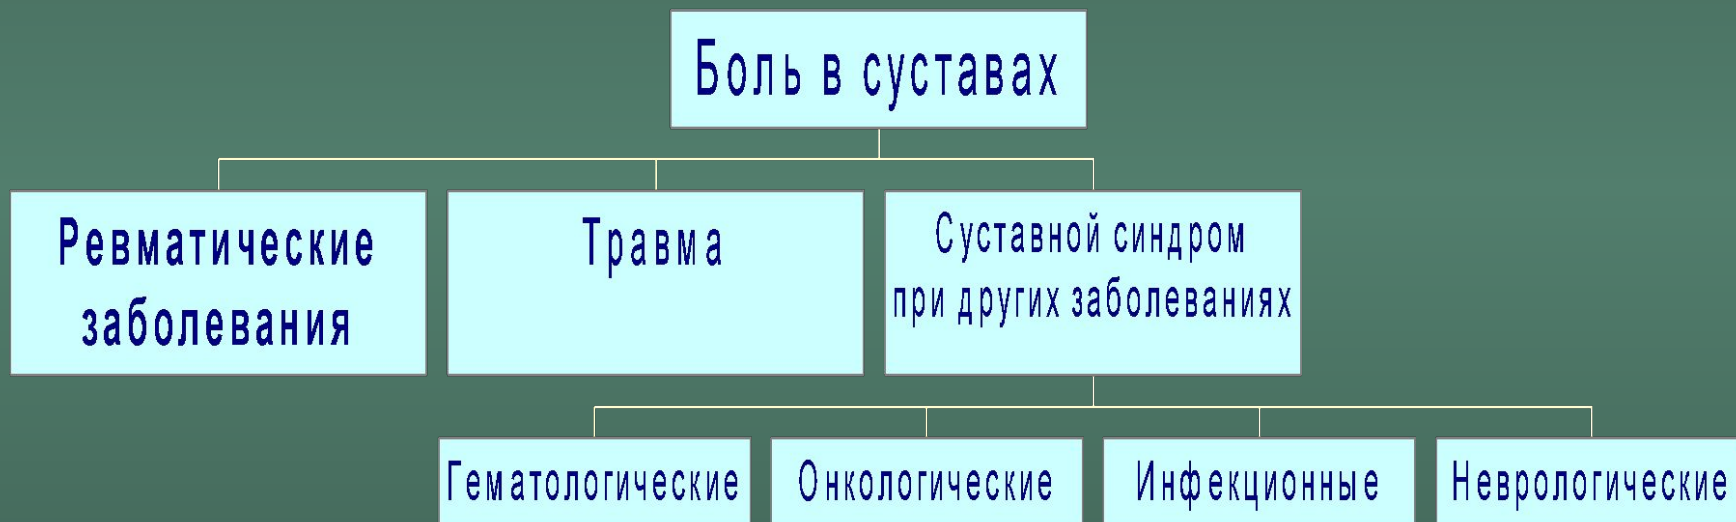 Боль в суставах
Ревматические
заболевания
Травма
Суставной синдром
при других заболеваниях
Гематологические
Онкологические
Инфекционные
Неврологические